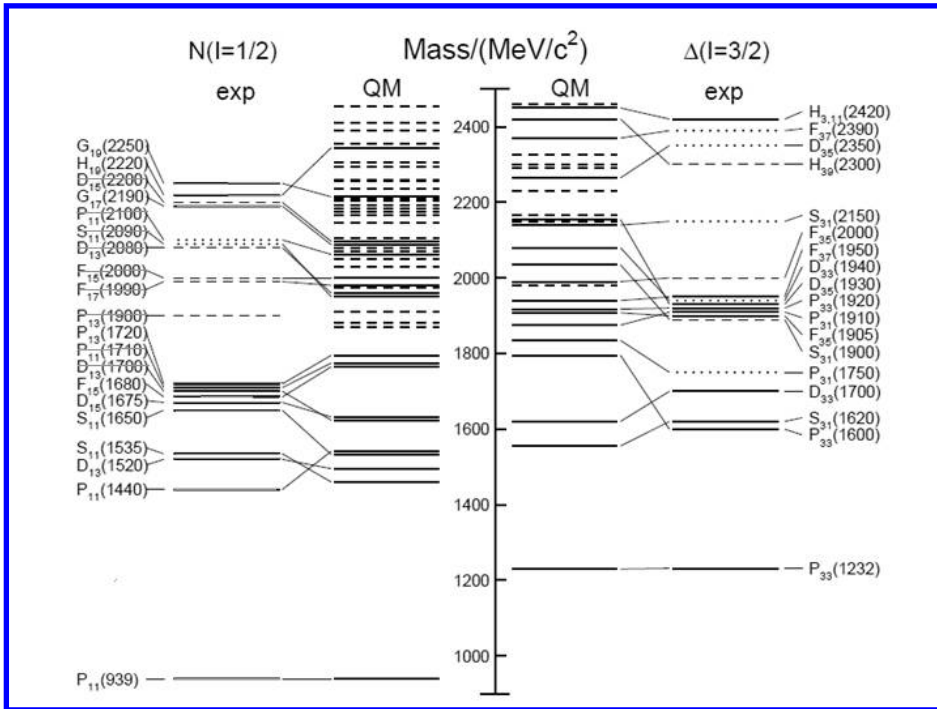 N(I=1/2)
Mass/(MeV/c²)
Δ(I=3/2)
exp
QM
QM
exp
G₁₉(2250)
H₁₉(2220)
D₁₅(2200)
G₁₇(2190)
P₁₁(2100)
S₁₁(2090)
D₁₃(2080)
F₁₅(2000)
F₁₇(1990)
P₁₃(1900)
P₁₃(1720)
P₁₁(1710)
D₁₃(1700)
F₁₅(1680)
D₁₅(1675)
S₁₁(1650)
S₁₁(1535)
D₁₃(1520)
P₁₁(1440)
P₁₁(939)
2400
2200
2000
1800
1600
1400
1200
1000
H₃,₁₁(2420)
F₃₇(2390)
D₃₅(2350)
H₃₉(2300)
S₃₁(2150)
F₃₅(2000)
F₃₇(1950)
D₃₃(1940)
D₃₅(1930)
P₃₃(1920)
P₃₁(1910)
F₃₅(1905)
S₃₁(1900)
P₃₁(1750)
D₃₃(1700)
S₃₁(1620)
P₃₃(1600)
P₃₃(1232)